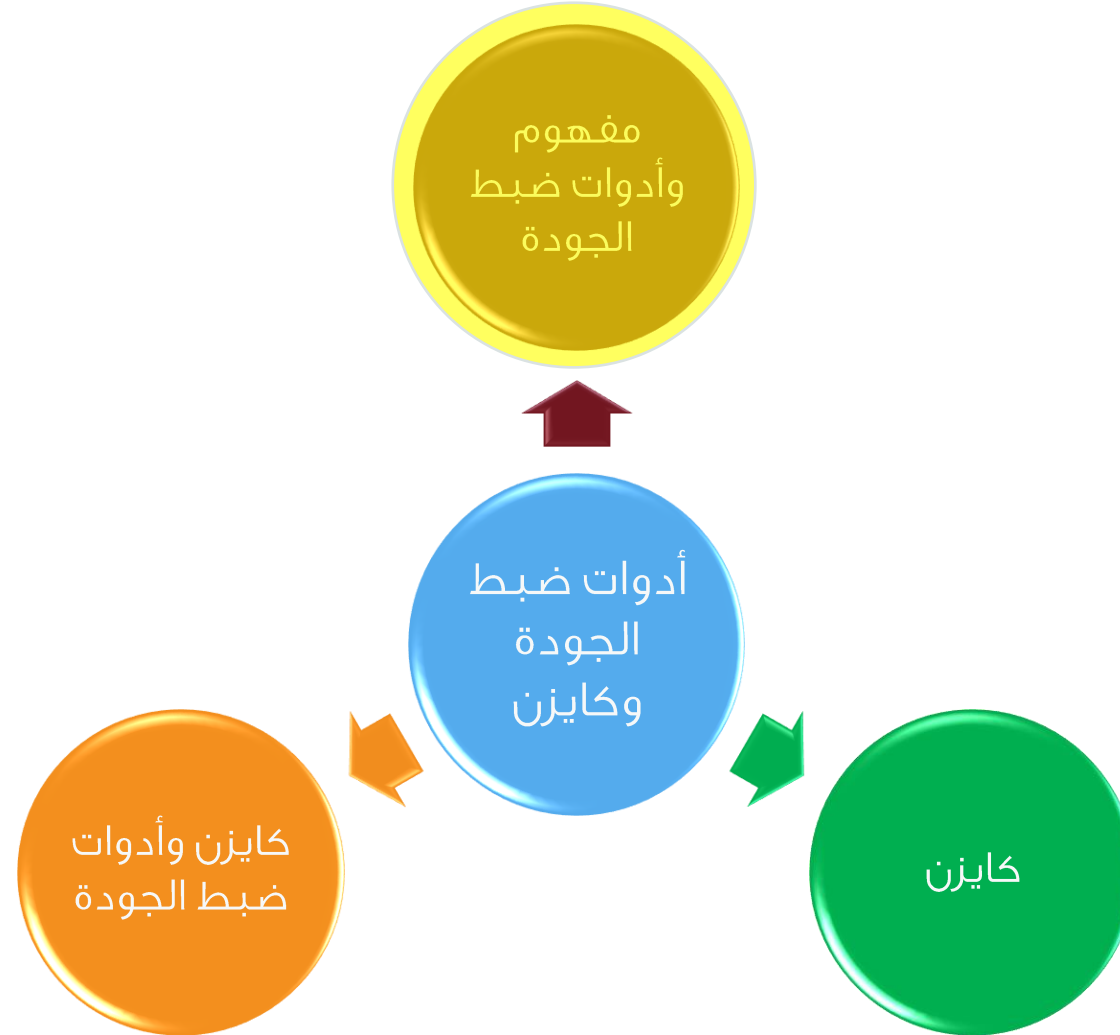 مفهوم
وأدوات ضبط
الجودة
أدوات ضبط
الجودة
وكايزن
كايزن
كايزن وأدوات
ضبط الجودة